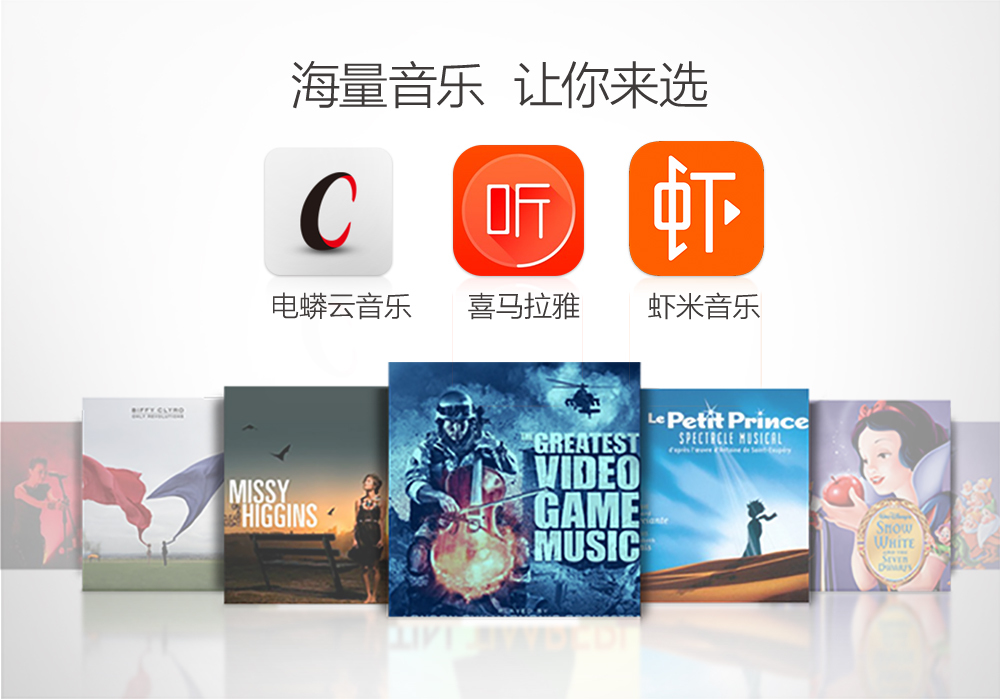 海量音乐 让你来选
C
听
虾
电蟒云音乐
喜马拉雅
虾米音乐
BIFFY CLYRO
ONLY REVOLUTIONS
MISSY
HIGGINS
THE GREATEST
VIDEO
GAME
MUSIC
PLAYED BY
Le Petit Prince
SPECTACLE MUSICAL
d'après l'œuvre d'Antoine de Saint-Exupéry
WALT DISNEY'S
SNOW
WHITE
AND THE
SEVEN
DWARFS